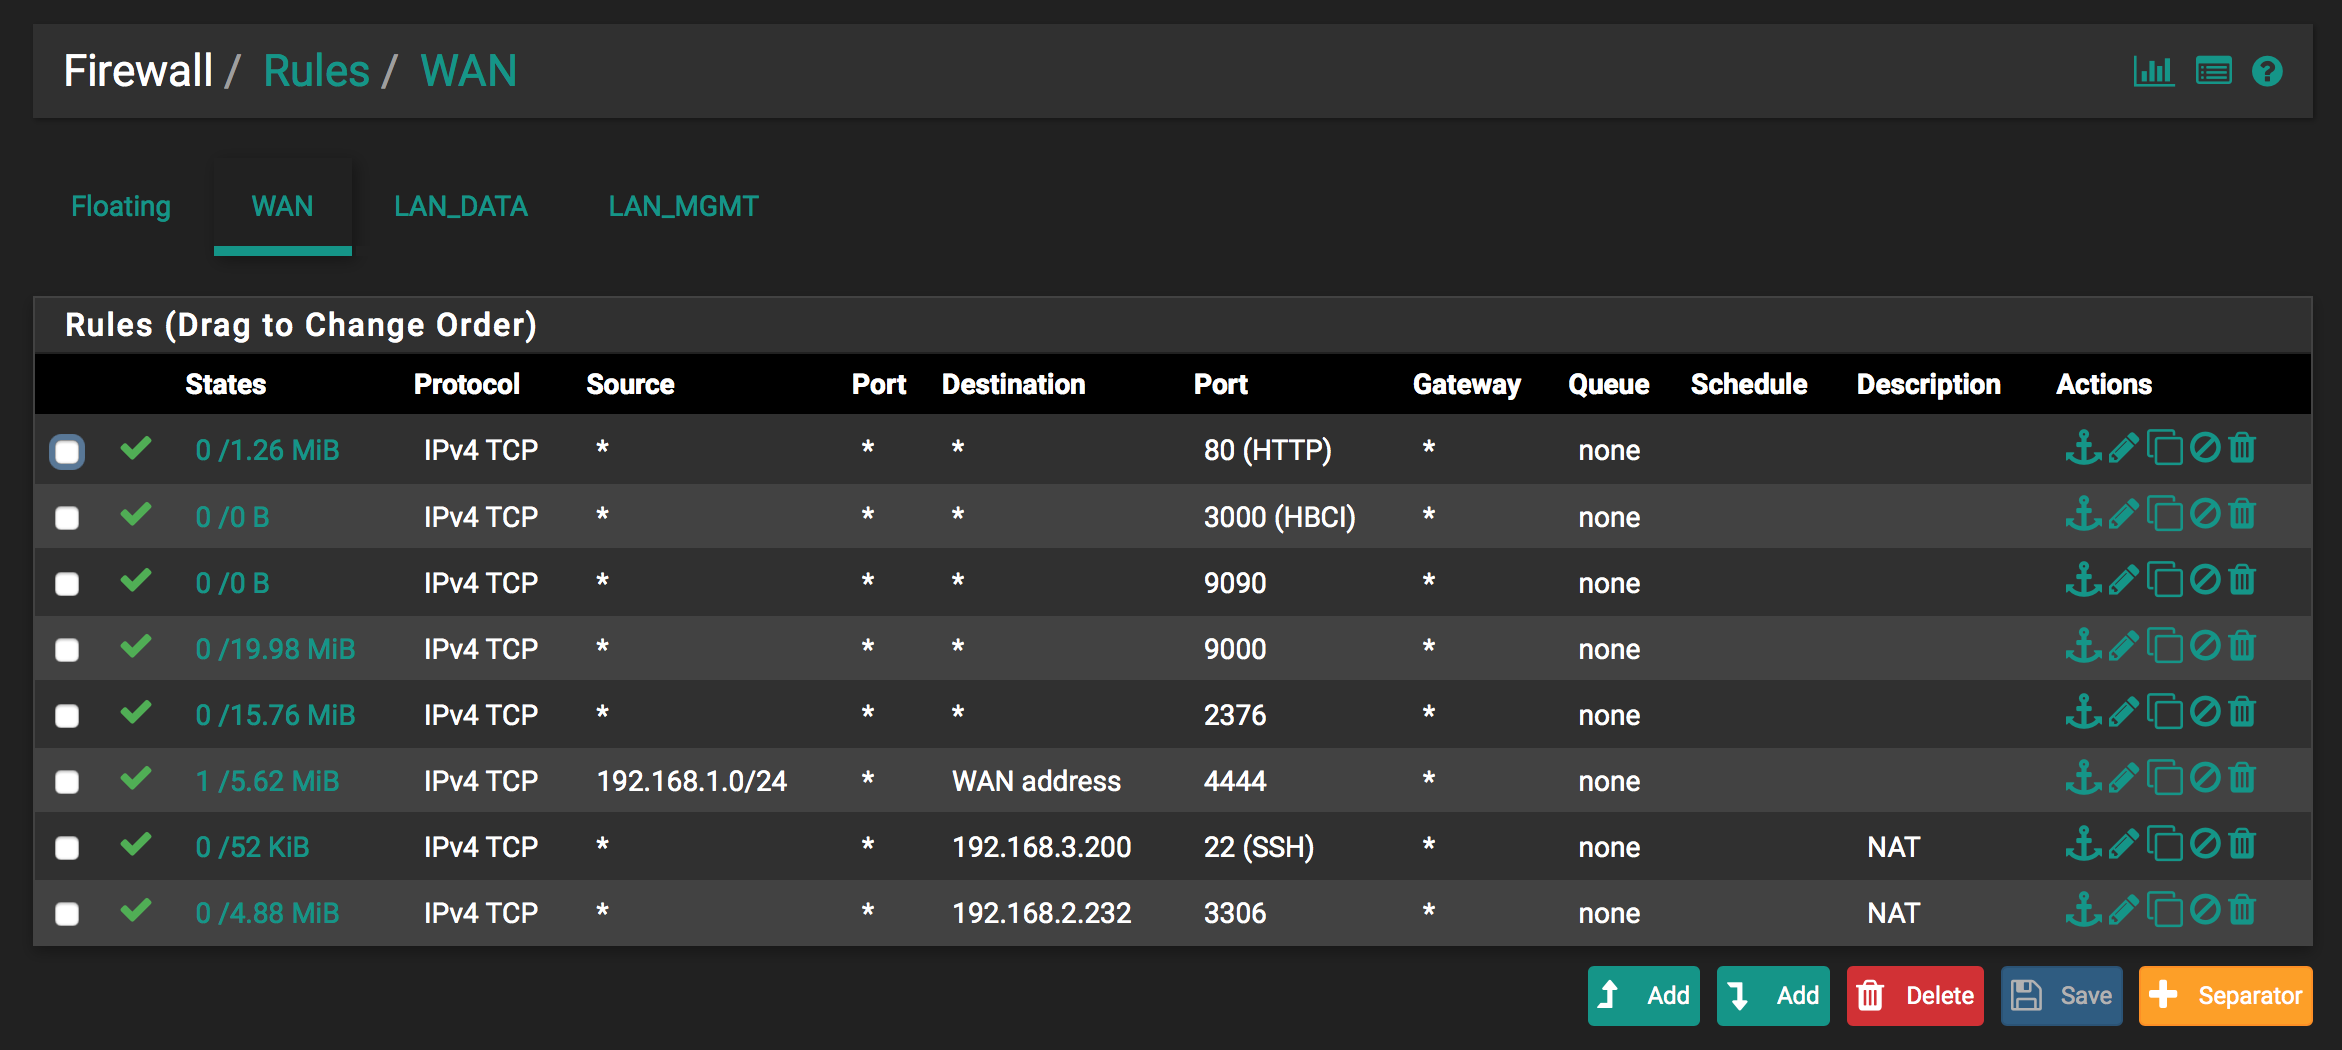 Firewall / Rules / WAN
Floating WAN LAN_DATA LAN_MGMT
Rules (Drag to Change Order)
States Protocol Source Port Destination Port Gateway Queue Schedule Description Actions
0 /1.26 MiB IPv4 TCP * * * 80 (HTTP) * none
0 /0 B IPv4 TCP * * * 3000 (HBCI) * none
0 /0 B IPv4 TCP * * * 9090 * none
0 /19.98 MiB IPv4 TCP * * * 9000 * none
0 /15.76 MiB IPv4 TCP * * * 2376 * none
1 /5.62 MiB IPv4 TCP 192.168.1.0/24 * WAN address 4444 * none
0 /52 KiB IPv4 TCP * * 192.168.3.200 22 (SSH) * none NAT
0 /4.88 MiB IPv4 TCP * * 192.168.2.232 3306 * none NAT
Add Add Delete Save Separator